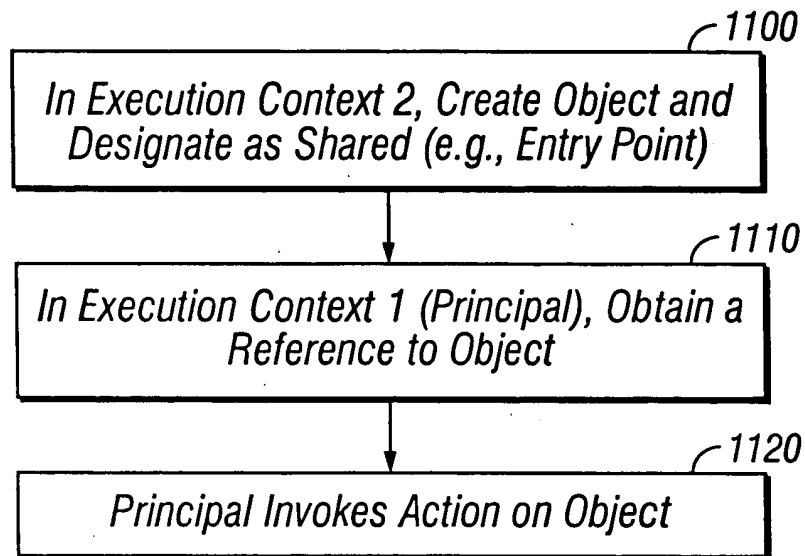 1100
In Execution Context 2, Create Object and
Designate as Shared (e.g., Entry Point)
1110
In Execution Context 1 (Principal), Obtain a
Reference to Object
1120
Principal Invokes Action on Object